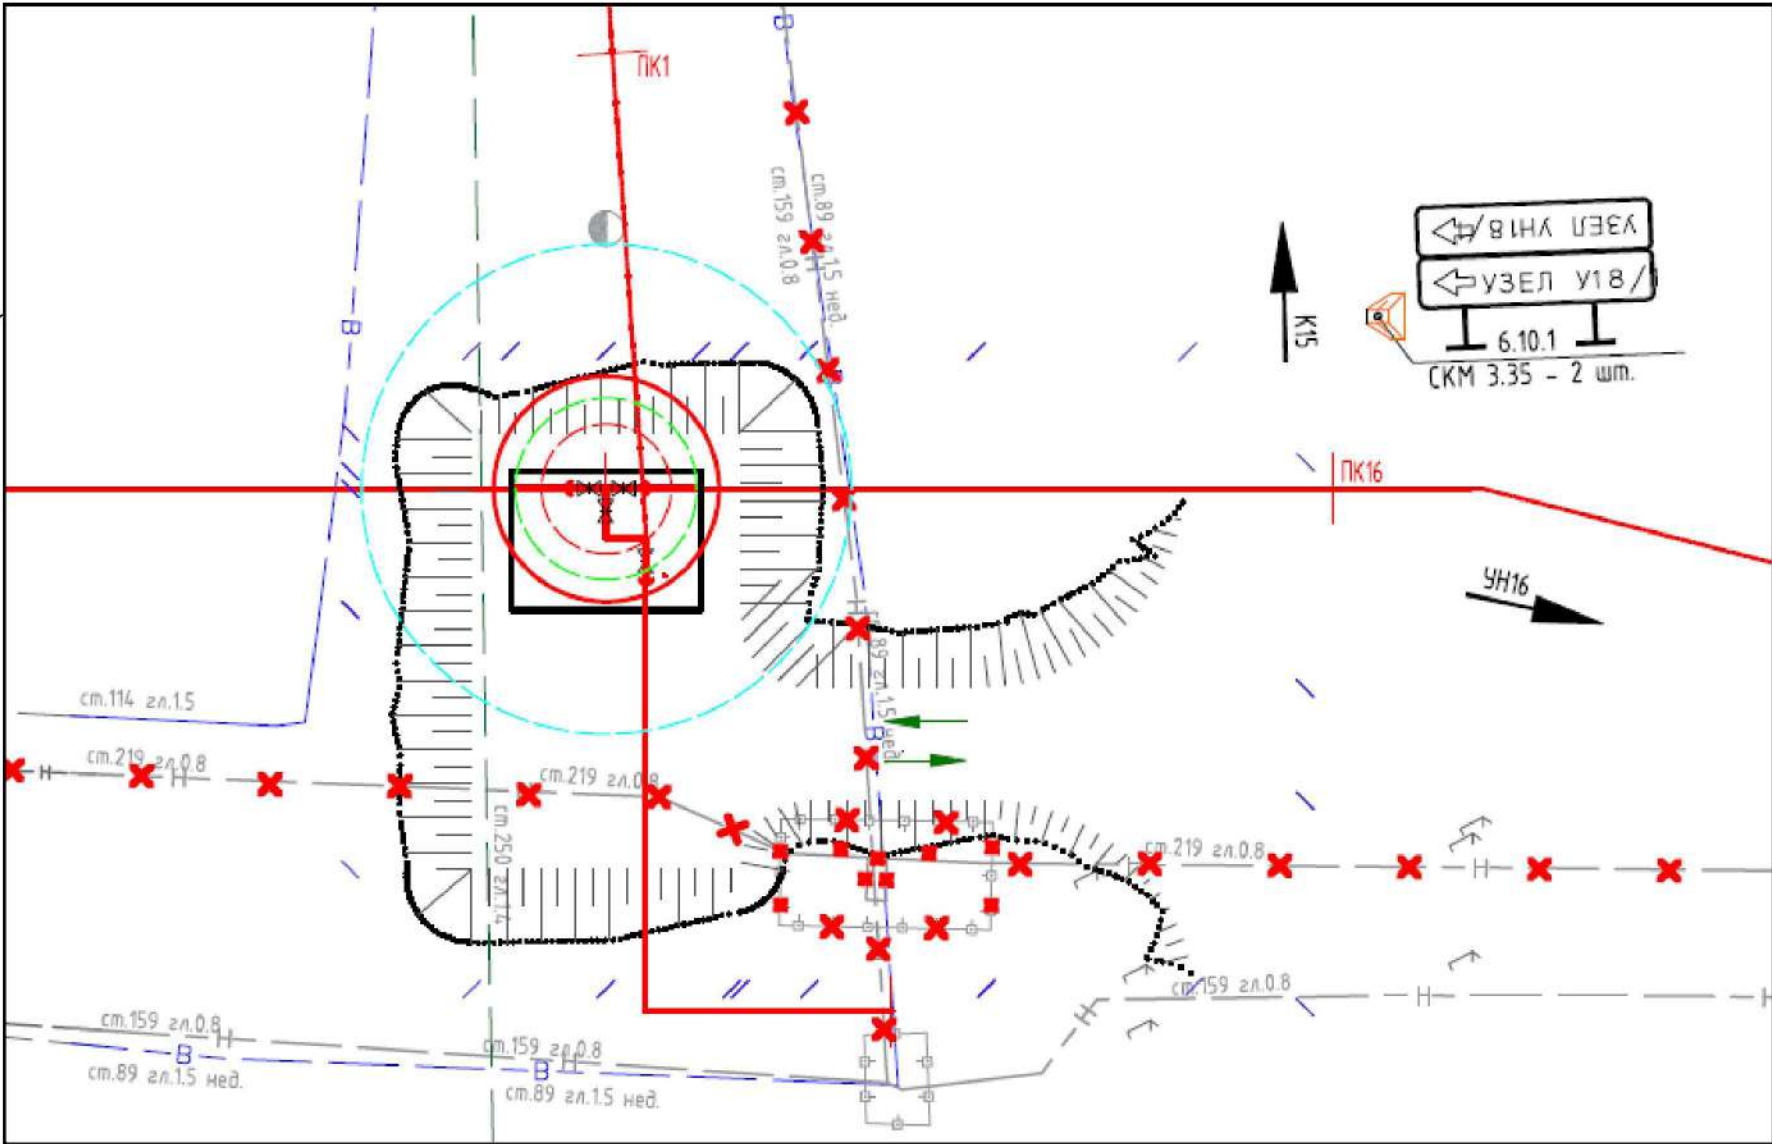 В
ПК1
ст.159 гл.0.8
ст.89 гл.1.5 нед.
Н
УЗЕЛ УН18/
УЗЕЛ У18/
6.10.1
СКМ 3.35 - 2 шт.
К15
В
ПК16
УН16
Н
ст.89 гл.1.5 нед.
В
ст.114 гл.1.5
ст.219 гл.0.8
Н
Н
ст.219 гл.0.8
ст.250 гл.1.4
ст.219 гл.0.8
Н
Н
ст.159 гл.0.8
Н
Н
Н
ст.159 гл.0.8
Н
В
ст.89 гл.1.5 нед.
ст.159 гл.0.8
Н
В
ст.89 гл.1.5 нед.